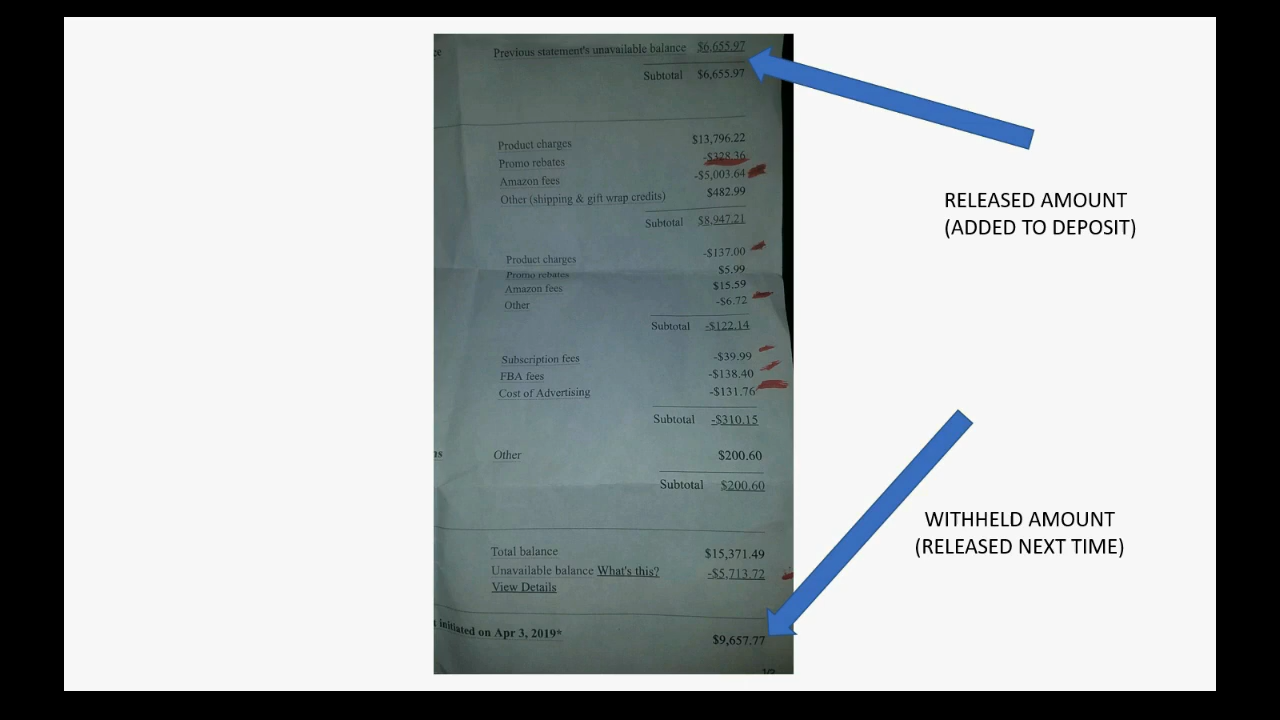 ce
Previous statement's unavailable balance $6,655.97
Subtotal $6,655.97
Product charges $13,796.22
Promo rebates -$328.36
Amazon fees -$5,003.64
Other (shipping & gift wrap credits) $482.99
Subtotal $8,947.21
Product charges -$137.00
Promo rebates $5.99
Amazon fees $15.59
Other -$6.72
Subtotal -$122.14
Subscription fees -$39.99
FBA fees -$138.40
Cost of Advertising -$131.76
Subtotal -$310.15
ns
Other $200.60
Subtotal $200.60
Total balance $15,371.49
Unavailable balance What's this? -$5,713.72
View Details
t initiated on Apr 3, 2019* $9,657.77
RELEASED AMOUNT
(ADDED TO DEPOSIT)
WITHHELD AMOUNT
(RELEASED NEXT TIME)